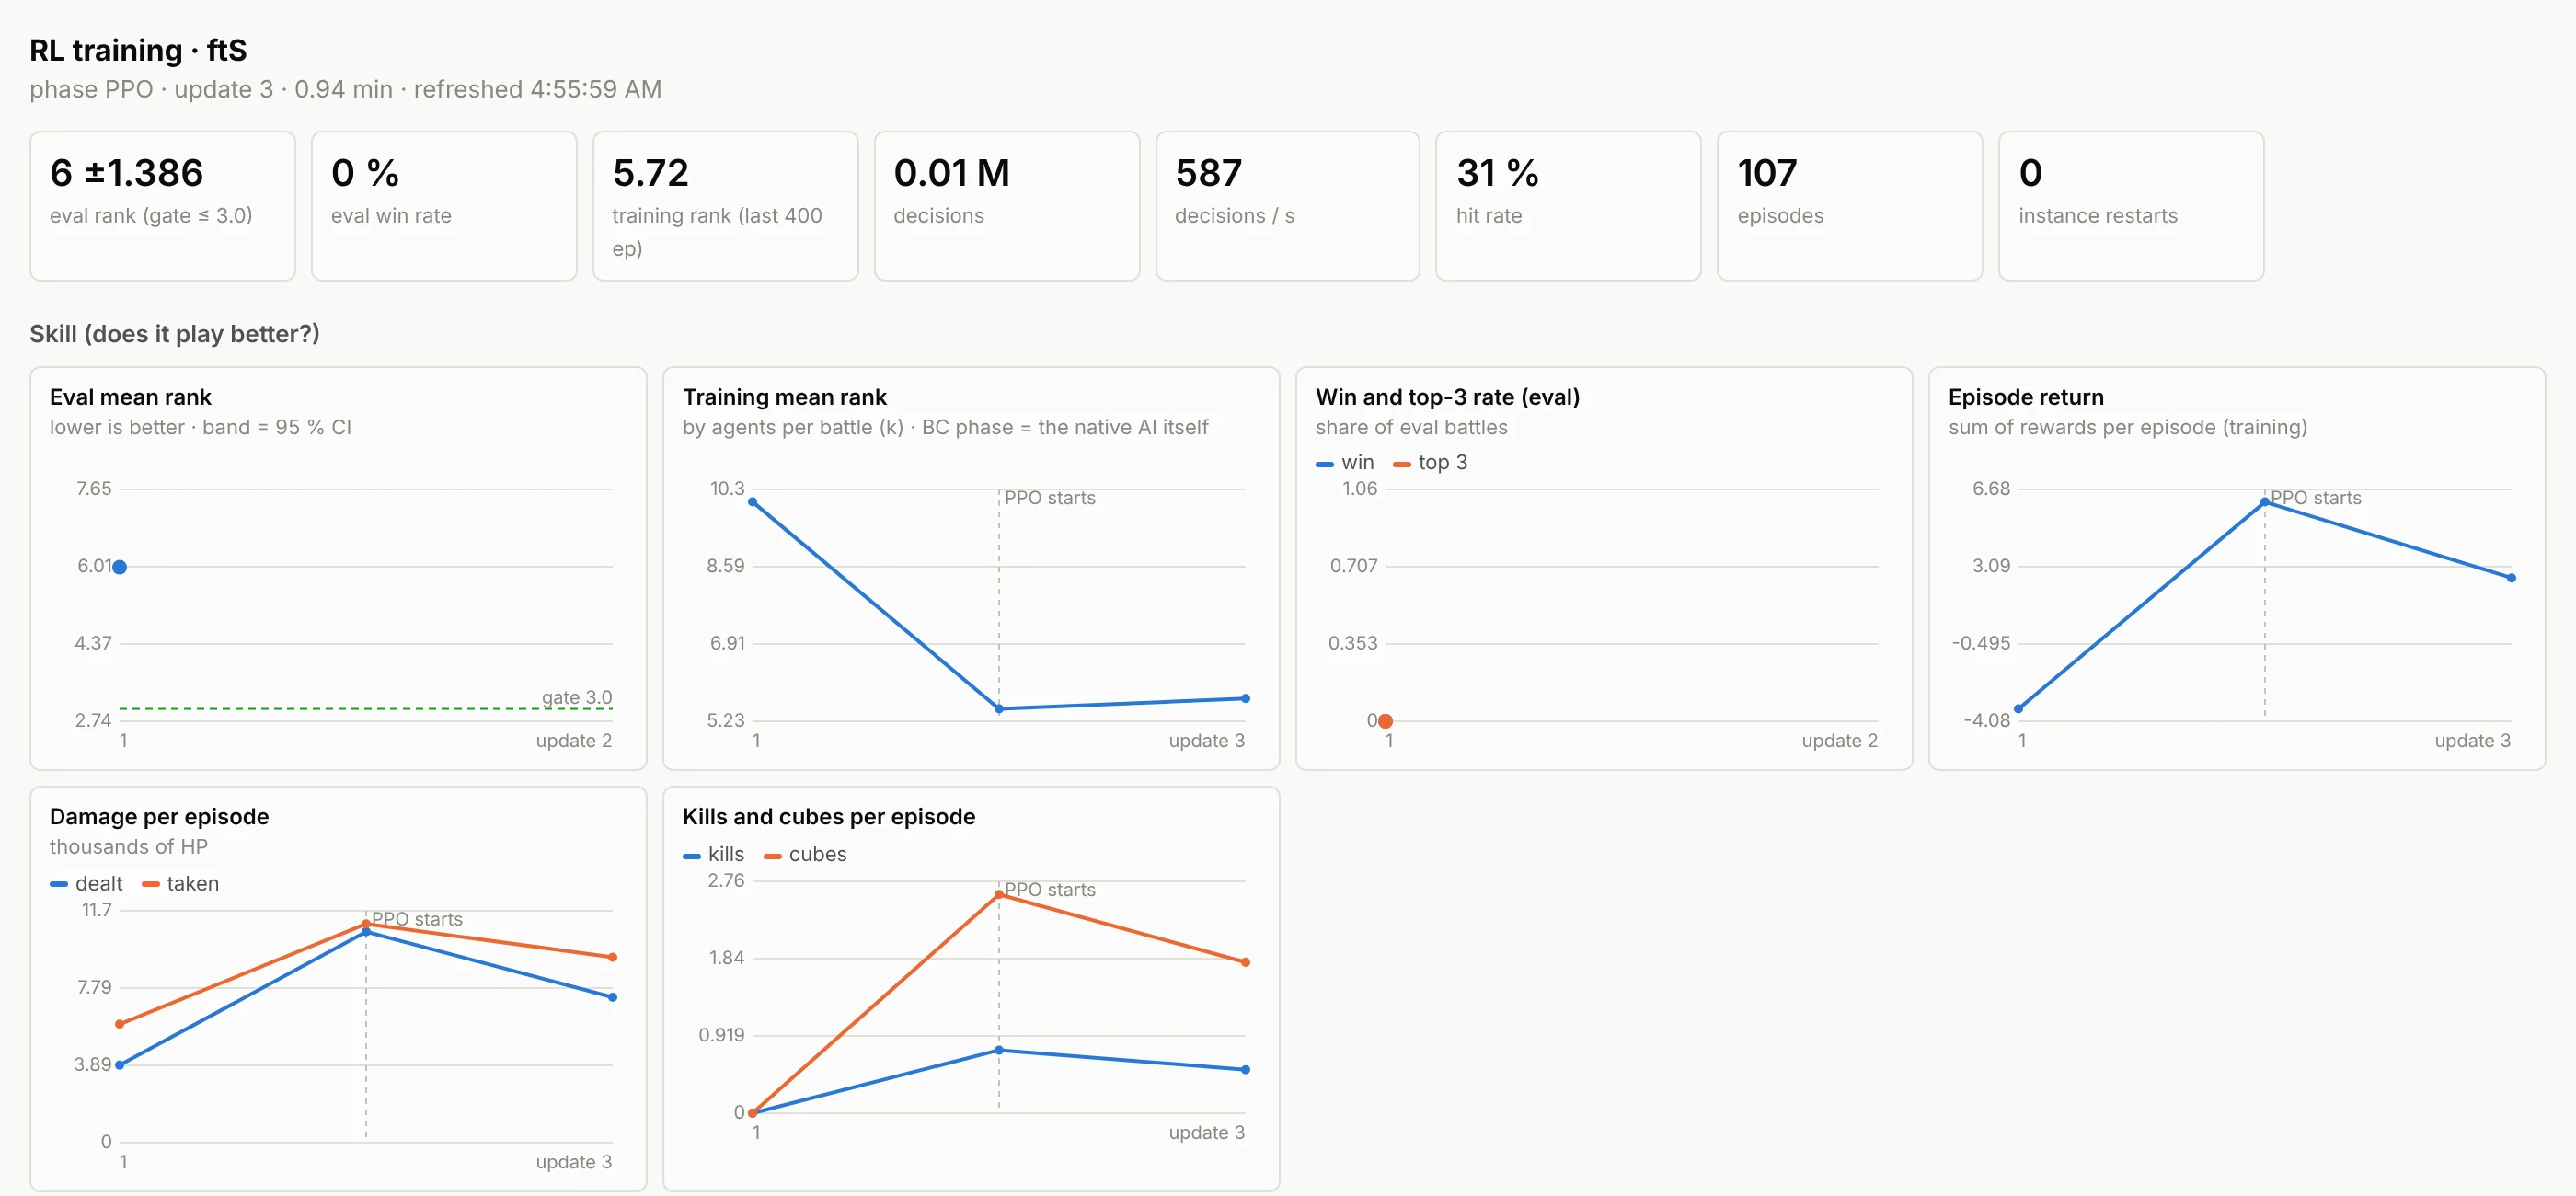 RL training · ftS
phase PPO · update 3 · 0.94 min · refreshed 4:55:59 AM
6 ±1.386
eval rank (gate ≤ 3.0)
0 %
eval win rate
5.72
training rank (last 400
ep)
0.01 M
decisions
587
decisions / s
31 %
hit rate
107
episodes
0
instance restarts
Skill (does it play better?)
Eval mean rank
lower is better · band = 95 % CI
7.65
6.01
4.37
gate 3.0
2.74
1
update 2
Training mean rank
by agents per battle (k) · BC phase = the native AI itself
10.3
PPO starts
8.59
6.91
5.23
1
update 3
Win and top-3 rate (eval)
share of eval battles
win
top 3
1.06
0.707
0.353
0
1
update 2
Episode return
sum of rewards per episode (training)
6.68
PPO starts
3.09
-0.495
-4.08
1
update 3
Damage per episode
thousands of HP
dealt
taken
11.7
PPO starts
7.79
3.89
0
1
update 3
Kills and cubes per episode
kills
cubes
2.76
PPO starts
1.84
0.919
0
1
update 3